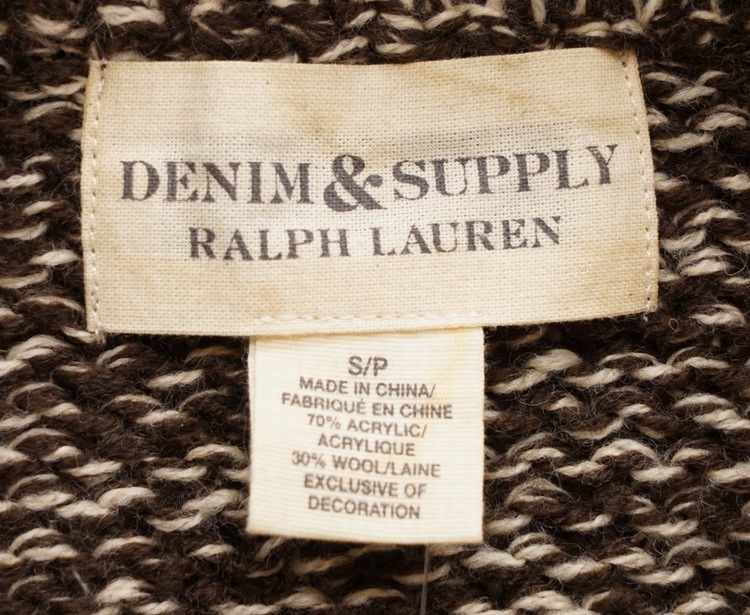 DENIM & SUPPLY
RALPH LAUREN
S/P
MADE IN CHINA/
FABRIQUÉ EN CHINE
70% ACRYLIC/
ACRYLIQUE
30% WOOL/LAINE
EXCLUSIVE OF
DECORATION